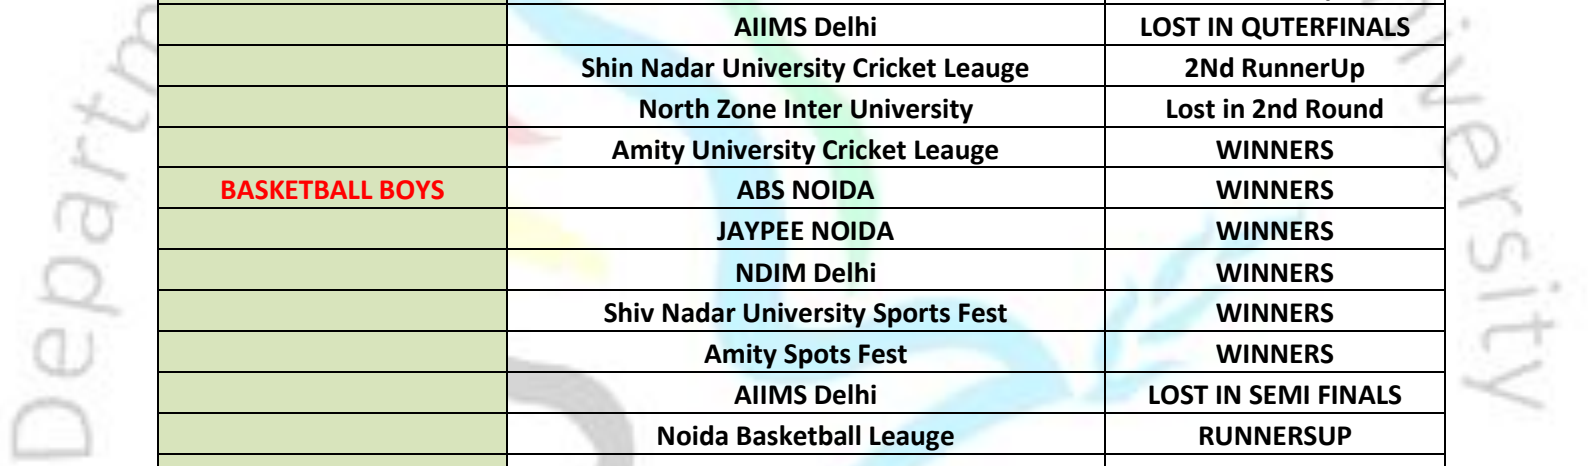 AIIMS Delhi LOST IN QUTERFINALS
Shin Nadar University Cricket Leauge 2Nd RunnerUp
North Zone Inter University Lost in 2nd Round
Amity University Cricket Leauge WINNERS
BASKETBALL BOYS ABS NOIDA WINNERS
JAYPEE NOIDA WINNERS
NDIM Delhi WINNERS
Shiv Nadar University Sports Fest WINNERS
Amity Spots Fest WINNERS
AIIMS Delhi LOST IN SEMI FINALS
Noida Basketball Leauge RUNNERSUP
Departm
iversity